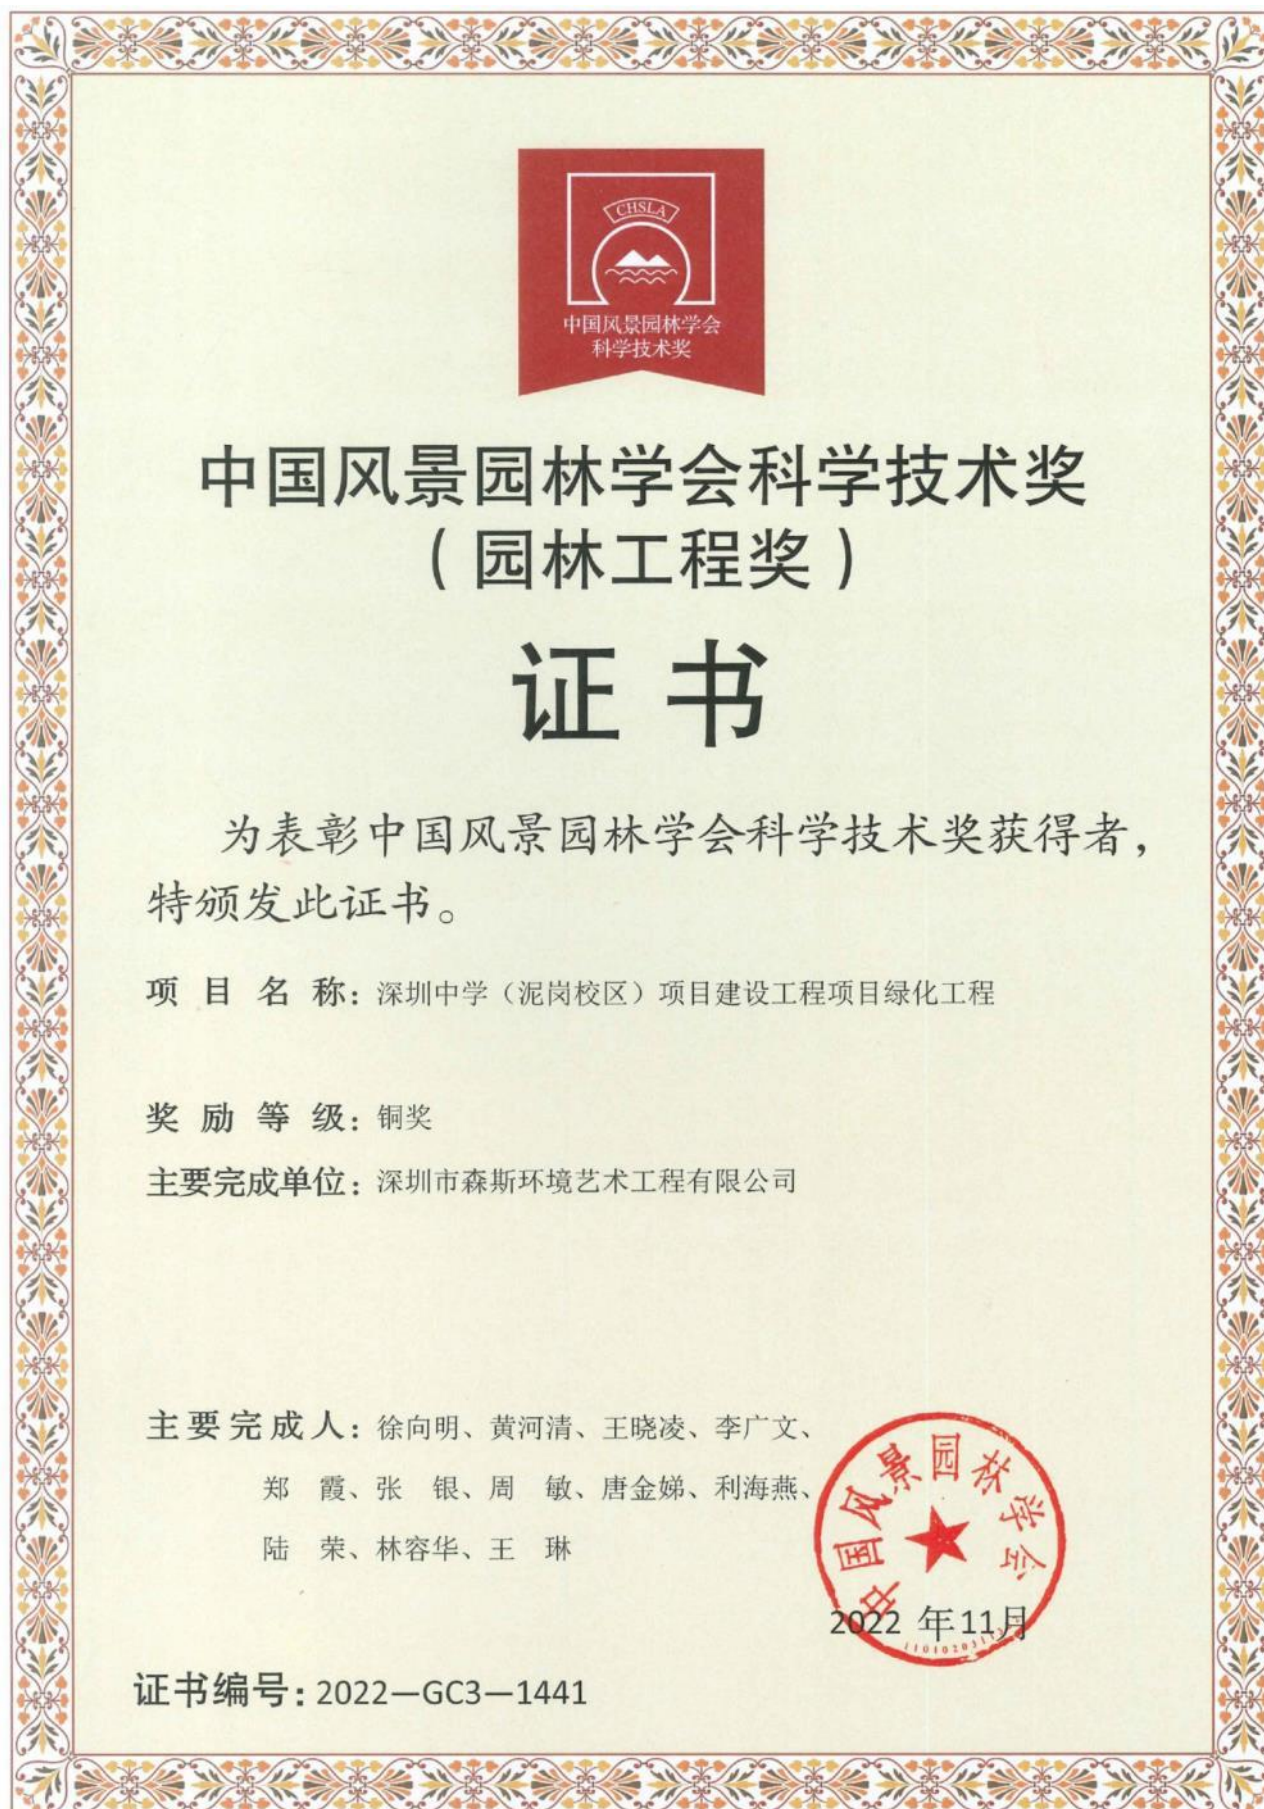 CHSLA
中国风景园林学会
科学技术奖
中国风景园林学会科学技术奖
（园林工程奖）
证书
为表彰中国风景园林学会科学技术奖获得者，
特颁发此证书。
项目名称：深圳中学（泥岗校区）项目建设工程项目绿化工程
奖励等级：铜奖
主要完成单位：深圳市森斯环境艺术工程有限公司
主要完成人：徐向明、黄河清、王晓凌、李广文、
郑 霞、张 银、周 敏、唐金娣、利海燕、
陆 荣、林容华、王 琳
中国风景园林学会
2022 年11月
证书编号：2022—GC3—1441